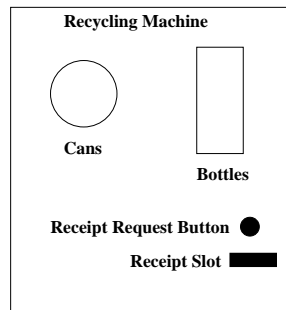 Recycling Machine
Cans
Bottles
Receipt Request Button
Receipt Slot